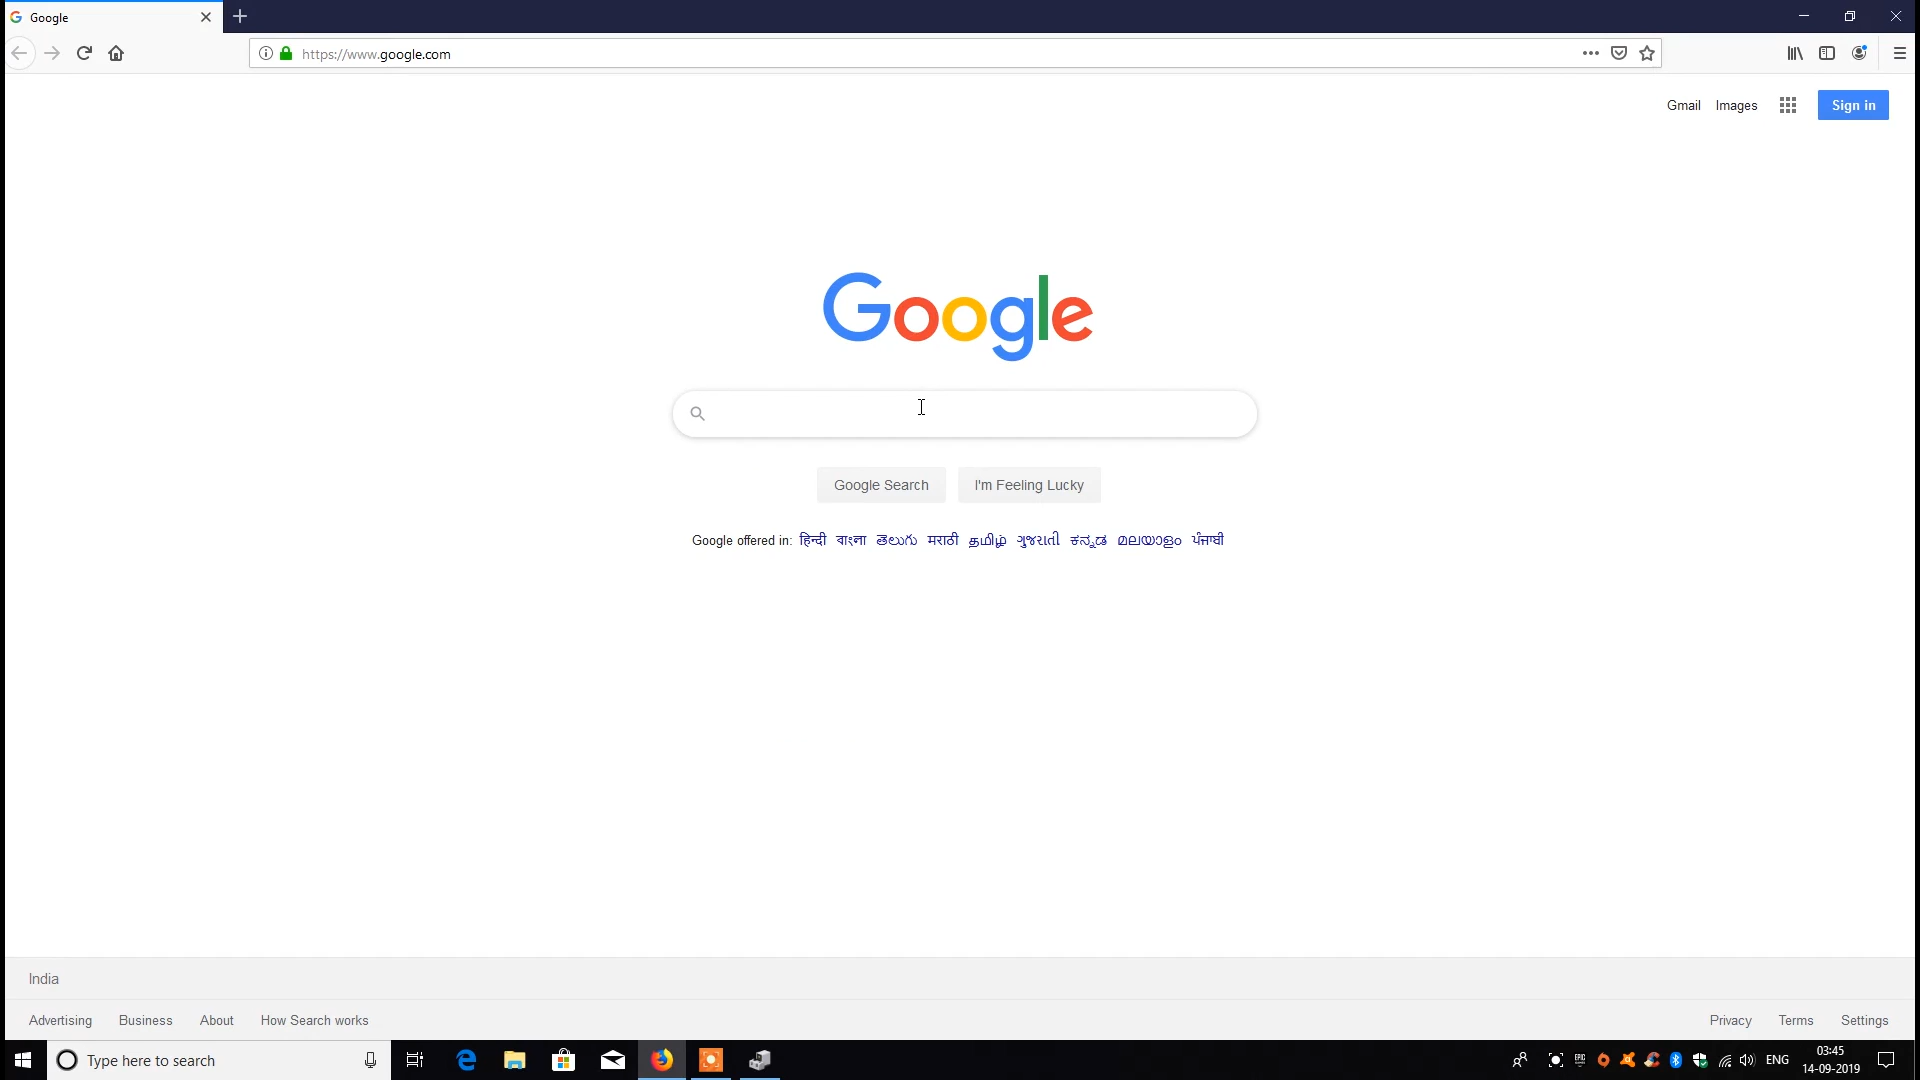 Google
https://www.google.com
Gmail Images Sign in
Google
Google Search I'm Feeling Lucky
Google offered in: हिन्दी বাংলা తెలుగు मराठी தமிழ் ગુજરાતી ಕನ್ನಡ മലയാളം ਪੰਜਾਬੀ
India
Advertising Business About How Search works Privacy Terms Settings
Type here to search ENG 03:45
14-09-2019